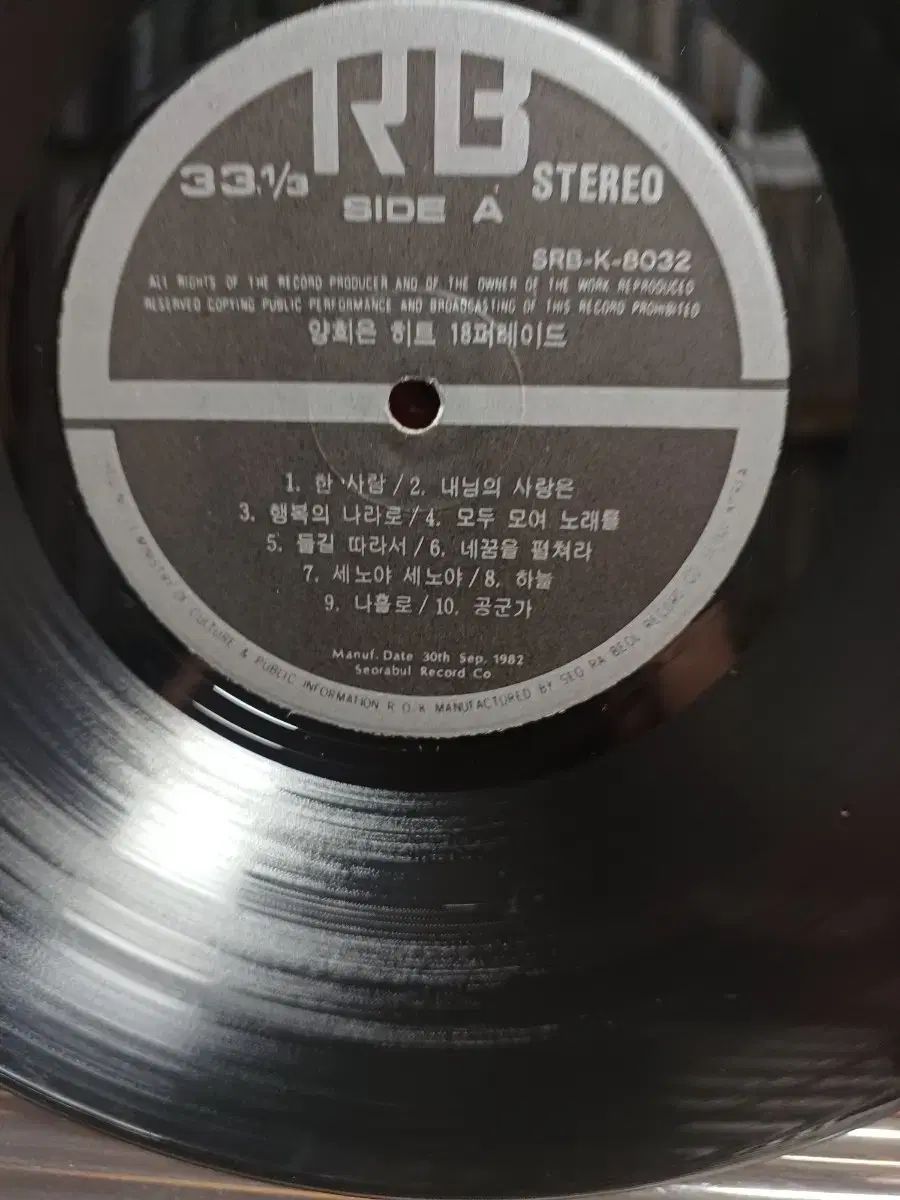 RB
33.1/3 STEREO
SIDE A
SRB-K-8032
ALL RIGHTS OF THE RECORD PRODUCER AND OF THE OWNER OF THE WORK REPRODUCED
RESERVED COPYING PUBLIC PERFORMANCE AND BROADCASTING OF THIS RECORD PROHIBITED
양희은 히트 18퍼레이드
1. 한 사람/2. 내님의 사랑은
3. 행복의 나라로/4. 모두 모여 노래를
5. 들길 따라서/6. 네꿈을 펼쳐라
7. 세노야 세노야/8. 하늘
9. 나홀로/10. 공군가
Manuf. Date 30th Sep. 1982
Seorabul Record Co
MINISTRY OF CULTURE & PUBLIC INFORMATION R.O.K MANUFACTURED BY SEO RA BEOL RECORD CO